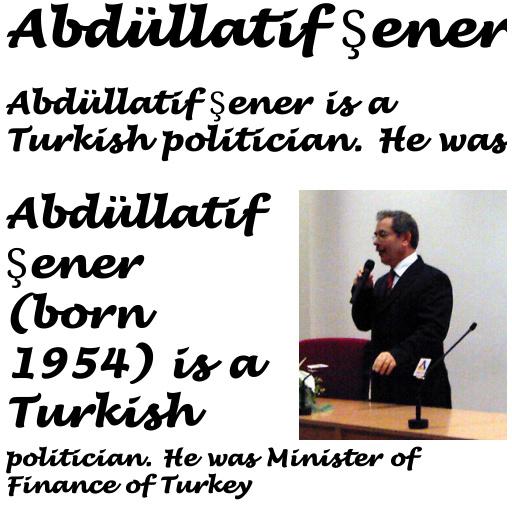 Abdüllatif Şener
Abdüllatif Şener is a
Turkish politician. He was
Abdüllatif
Şener
(born
1954) is a
Turkish
politician. He was Minister of
Finance of Turkey